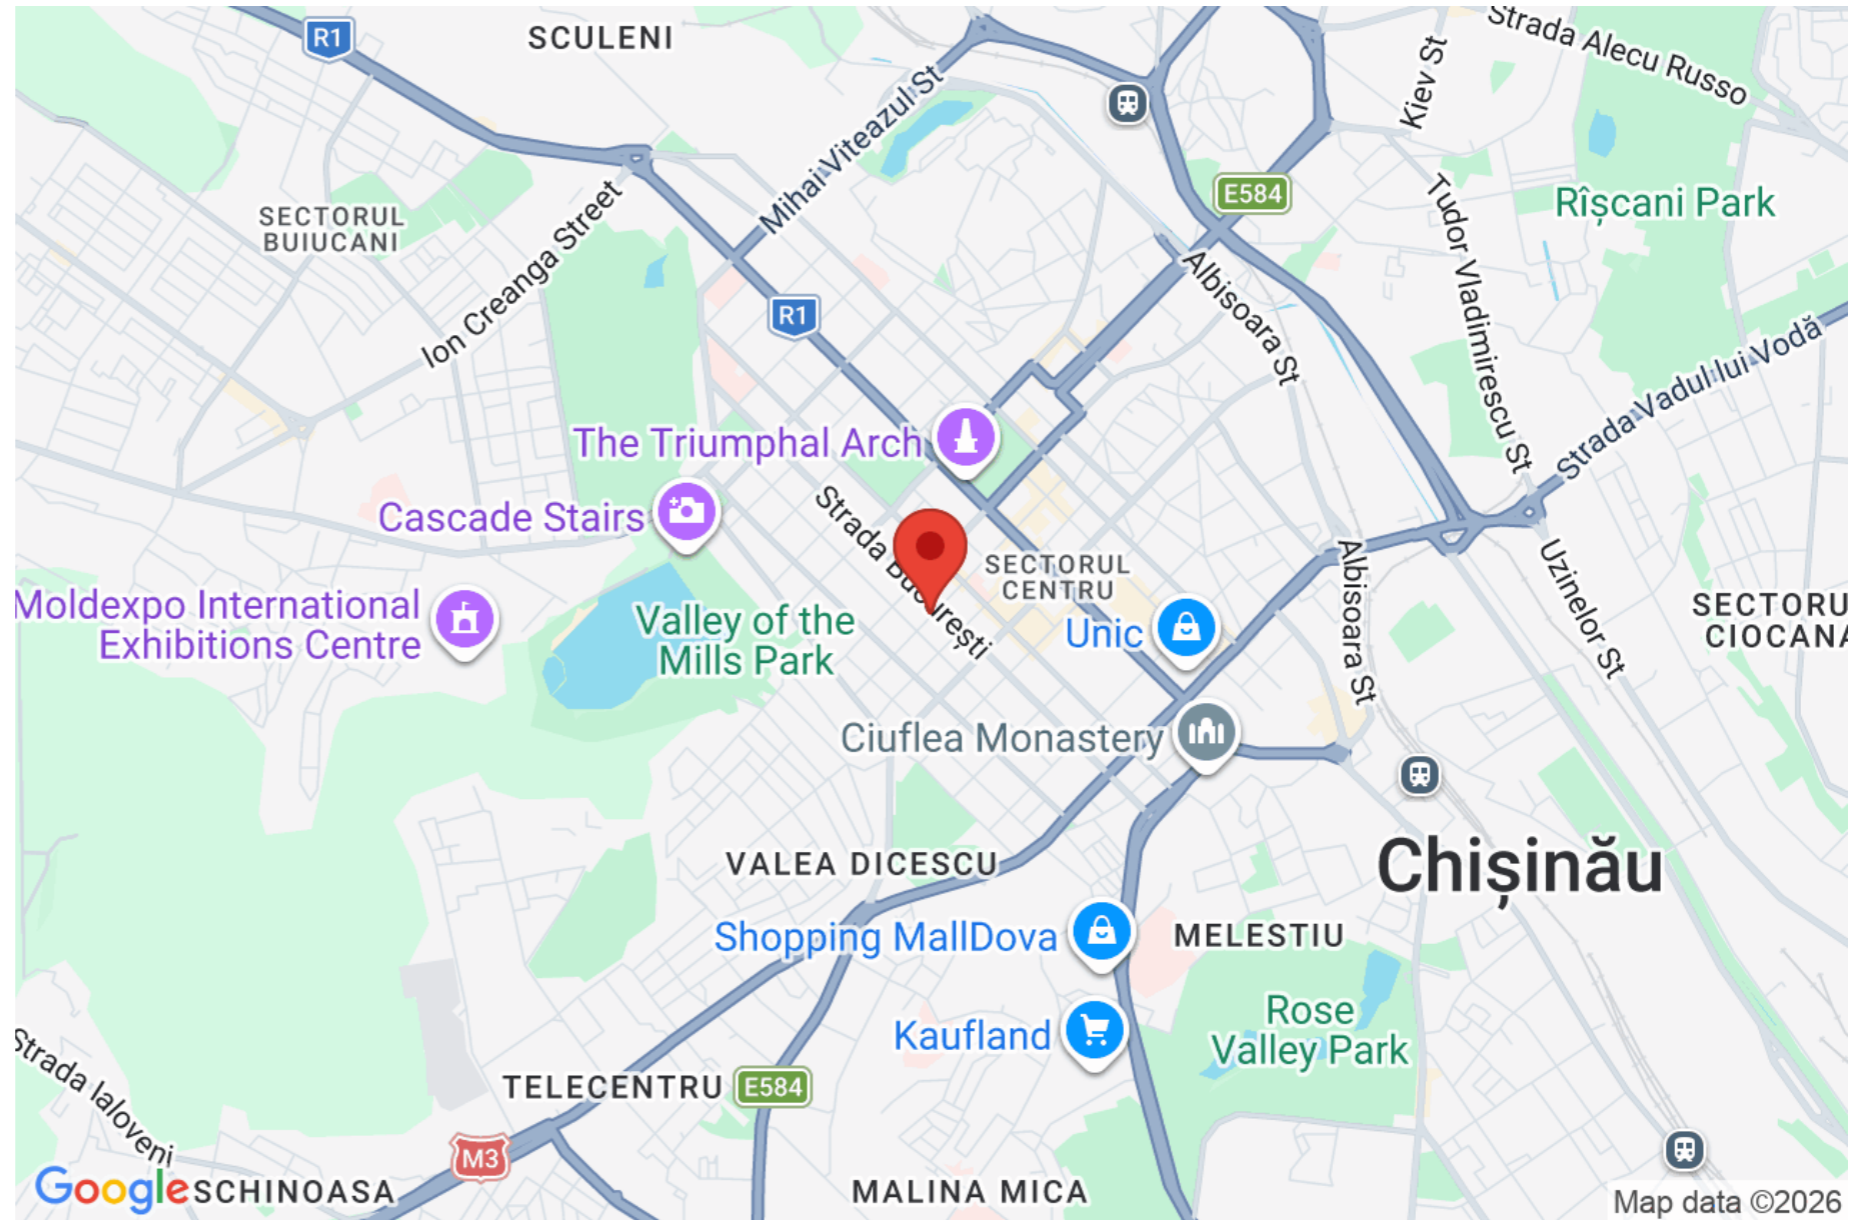 R1
SCULENI
Strada Alecu Russo
Kiev St
Mihai Viteazul St
E584
Rîșcani Park
SECTORUL
BUIUCANI
Ion Creanga Street
Tudor Vladimirescu St
Albisoara St
R1
Strada Vadul lui Vodă
The Triumphal Arch
Cascade Stairs
Strada București
SECTORUL
CENTRU
Albisoara St
Uzinelor St
Moldexpo International
Exhibitions Centre
Valley of the
Mills Park
Unic
SECTORU
CIOCANA
Ciuflea Monastery
VALEA DICESCU
Chișinău
Shopping MallDova
MELESTIU
Rose
Valley Park
Kaufland
Strada Ialoveni
TELECENTRU
E584
M3
Google
SCHINOASA
MALINA MICA
Map data ©2026